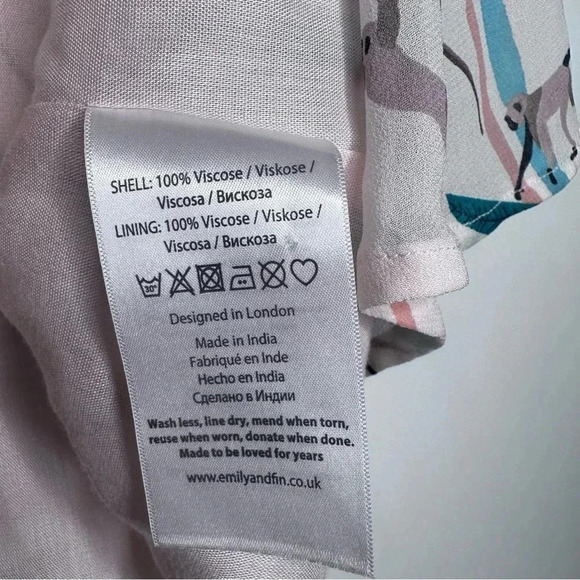 SHELL: 100% Viscose / Viskose /
Viscosa / Вискоза
LINING: 100% Viscose / Viskose /
Viscosa / Вискоза
30°
Designed in London
Made in India
Fabriqué en Inde
Hecho en India
Сделано в Индии
Wash less, line dry, mend when torn,
reuse when worn, donate when done.
Made to be loved for years
www.emilyandfin.co.uk